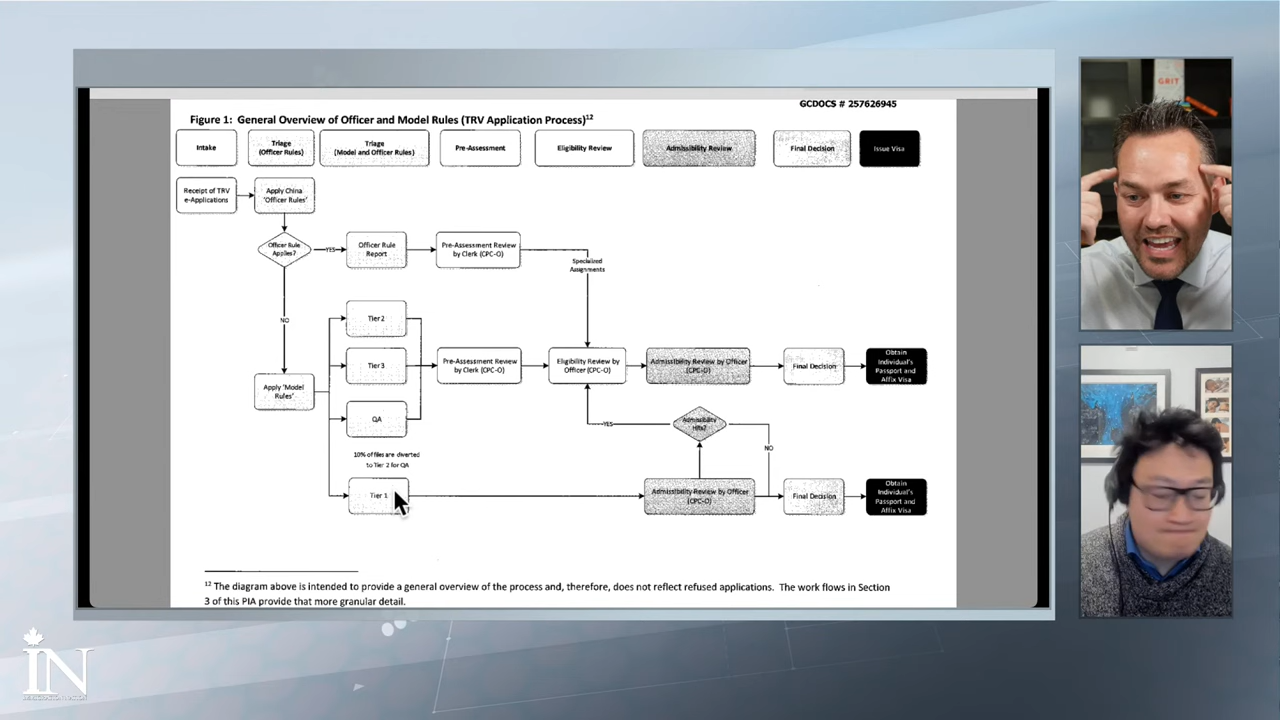 GRIT
GCDOCS # 257626945
Figure 1: General Overview of Officer and Model Rules (TRV Application Process)¹²
Intake
Triage
(Officer Rules)
Triage
(Model and Officer Rules)
Pre-Assessment
Eligibility Review
Admissibility Review
Final Decision
Issue Visa
Receipt of TRV
e-Applications
Apply China
'Officer Rules'
Officer Rule
Applies?
YES
Officer Rule
Report
Pre-Assessment Review
by Clerk (CPC-O)
Specialized
Assignments
NO
Tier 2
Tier 3
QA
10% of files are diverted
to Tier 2 for QA
Tier 1
Apply 'Model
Rules'
Pre-Assessment Review
by Clerk (CPC-O)
Eligibility Review by
Officer (CPC-O)
Admissibility Review by Officer
(CPC-O)
Final Decision
Obtain
Individual's
Passport and
Affix Visa
YES
Admissibility
Hits?
NO
Admissibility Review by Officer
(CPC-O)
Final Decision
Obtain
Individual's
Passport and
Affix Visa
¹² The diagram above is intended to provide a general overview of the process and, therefore, does not reflect refused applications. The work flows in Section
3 of this PIA provide that more granular detail.
IN